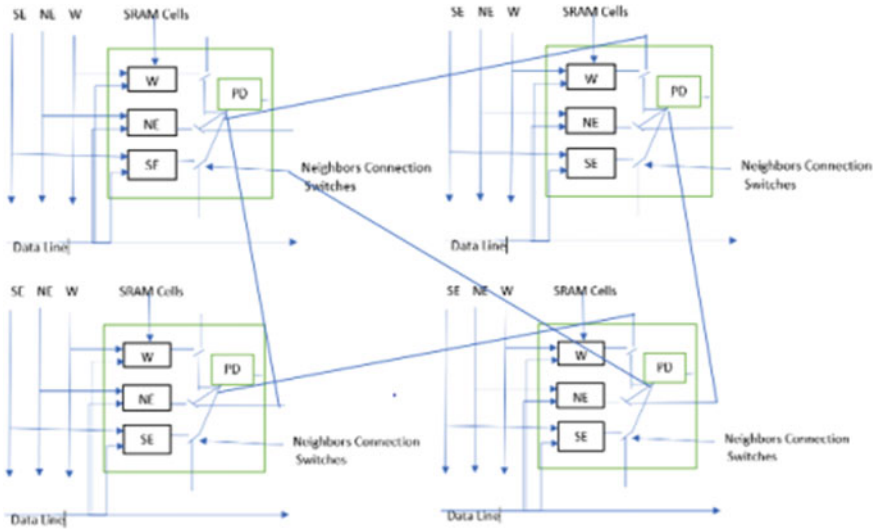 SE NE W SRAM Cells
W
PD
NE
SE
Neighbors Connection
Switches
Data Line
SE NE W SRAM Cells
W
PD
NE
SE
Neighbors Connection
Switches
Data Line
SE NE W SRAM Cells
W
PD
NE
SE
Neighbors Connection
Switches
Data Line
SE NE W SRAM Cells
W
PD
NE
SE
Neighbors Connection
Switches
Data Line